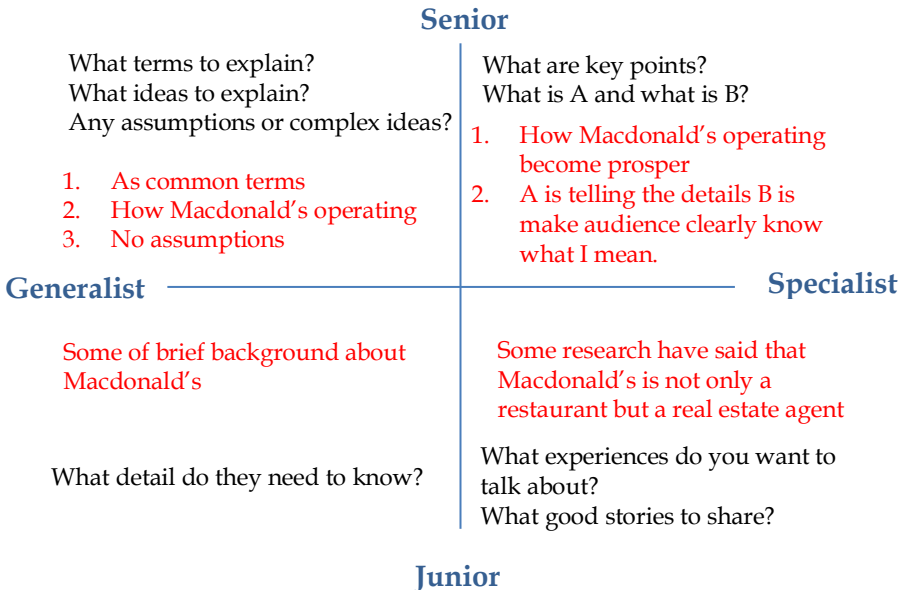 Senior
What terms to explain?
What ideas to explain?
Any assumptions or complex ideas?
1. As common terms
2. How Macdonald's operating
3. No assumptions
What are key points?
What is A and what is B?
1. How Macdonald's operating
become prosper
2. A is telling the details B is
make audience clearly know
what I mean.
Generalist
Specialist
Some of brief background about
Macdonald's
What detail do they need to know?
Some research have said that
Macdonald's is not only a
restaurant but a real estate agent
What experiences do you want to
talk about?
What good stories to share?
Junior